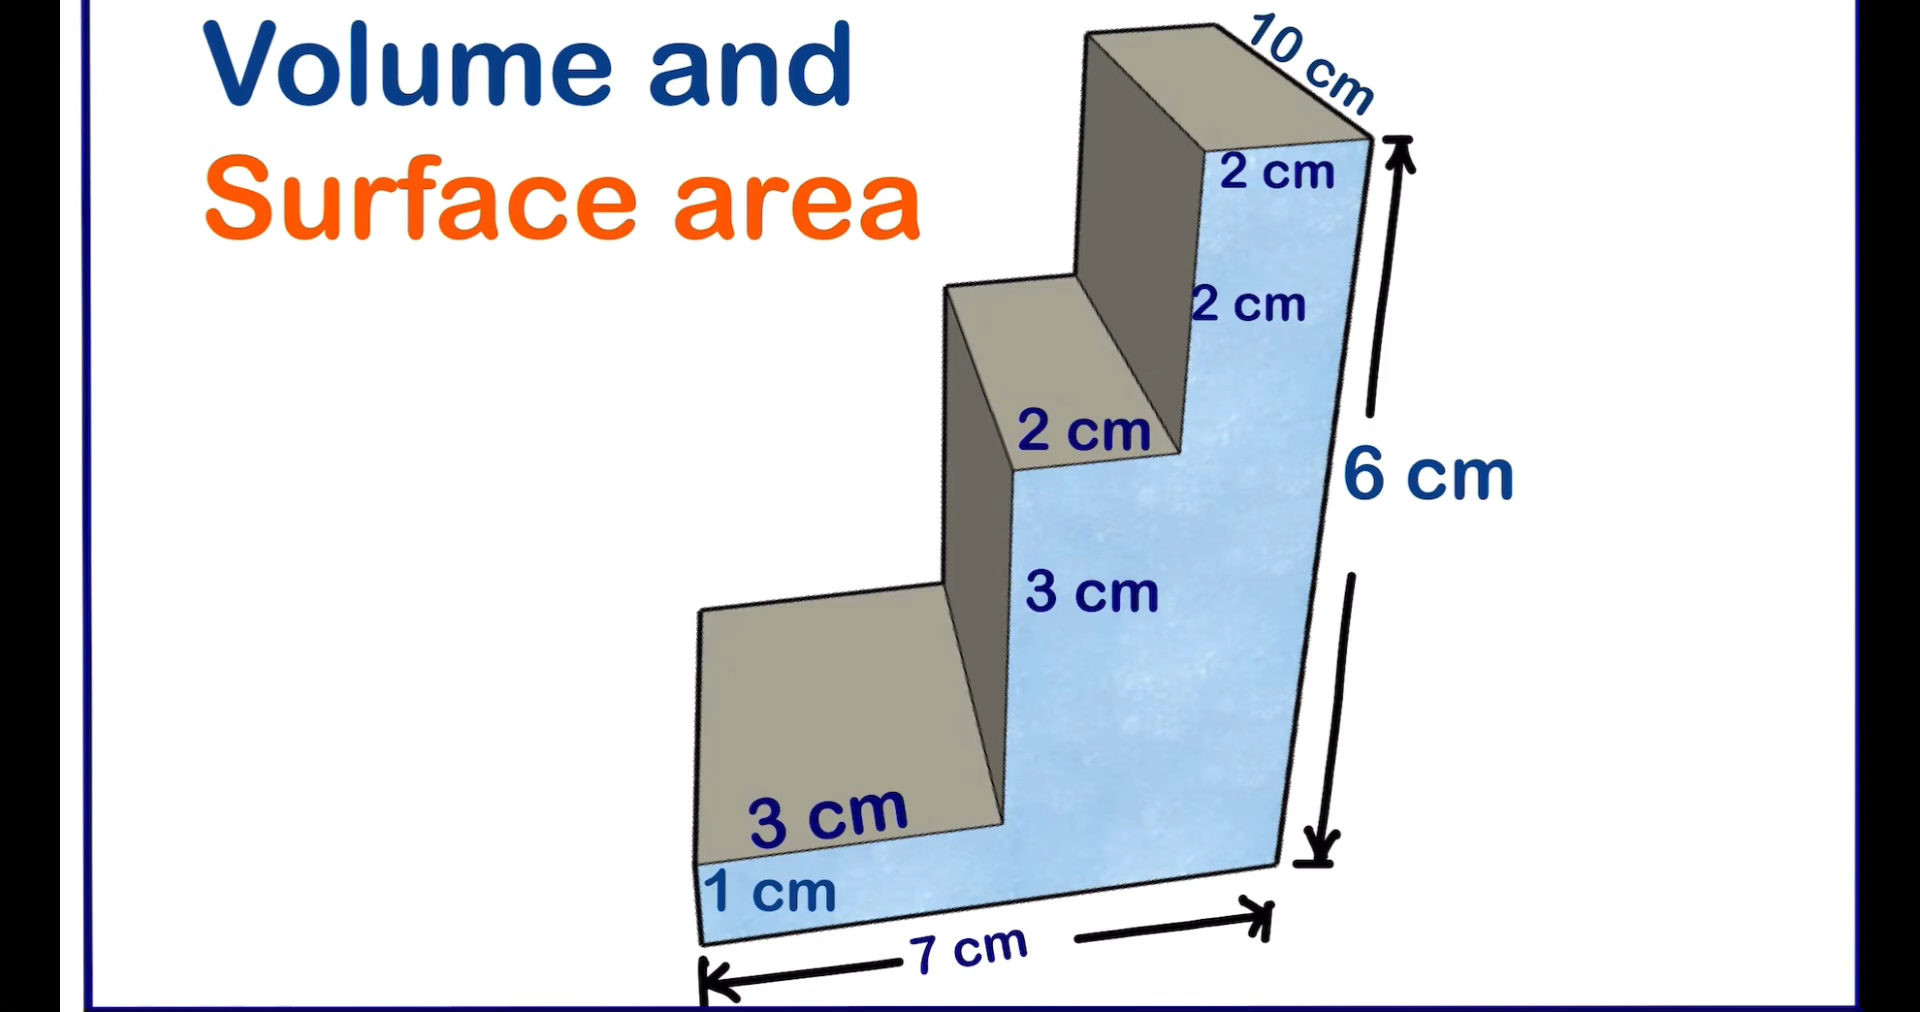 Volume and
Surface area
10 cm
2 cm
2 cm
2 cm
6 cm
3 cm
3 cm
1 cm
7 cm